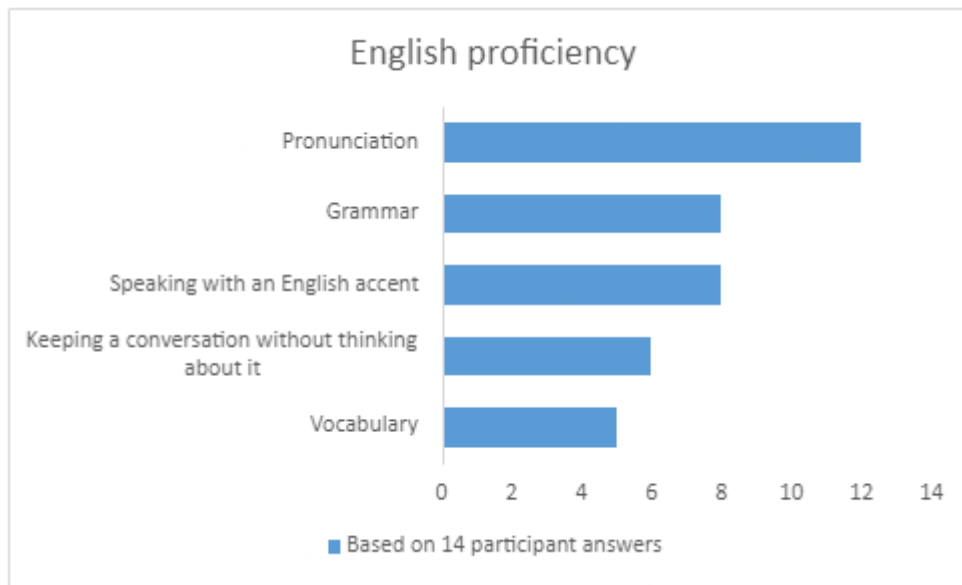 English proficiency
Pronunciation
Grammar
Speaking with an English accent
Keeping a conversation without thinking
about it
Vocabulary
0 2 4 6 8 10 12 14
Based on 14 participant answers